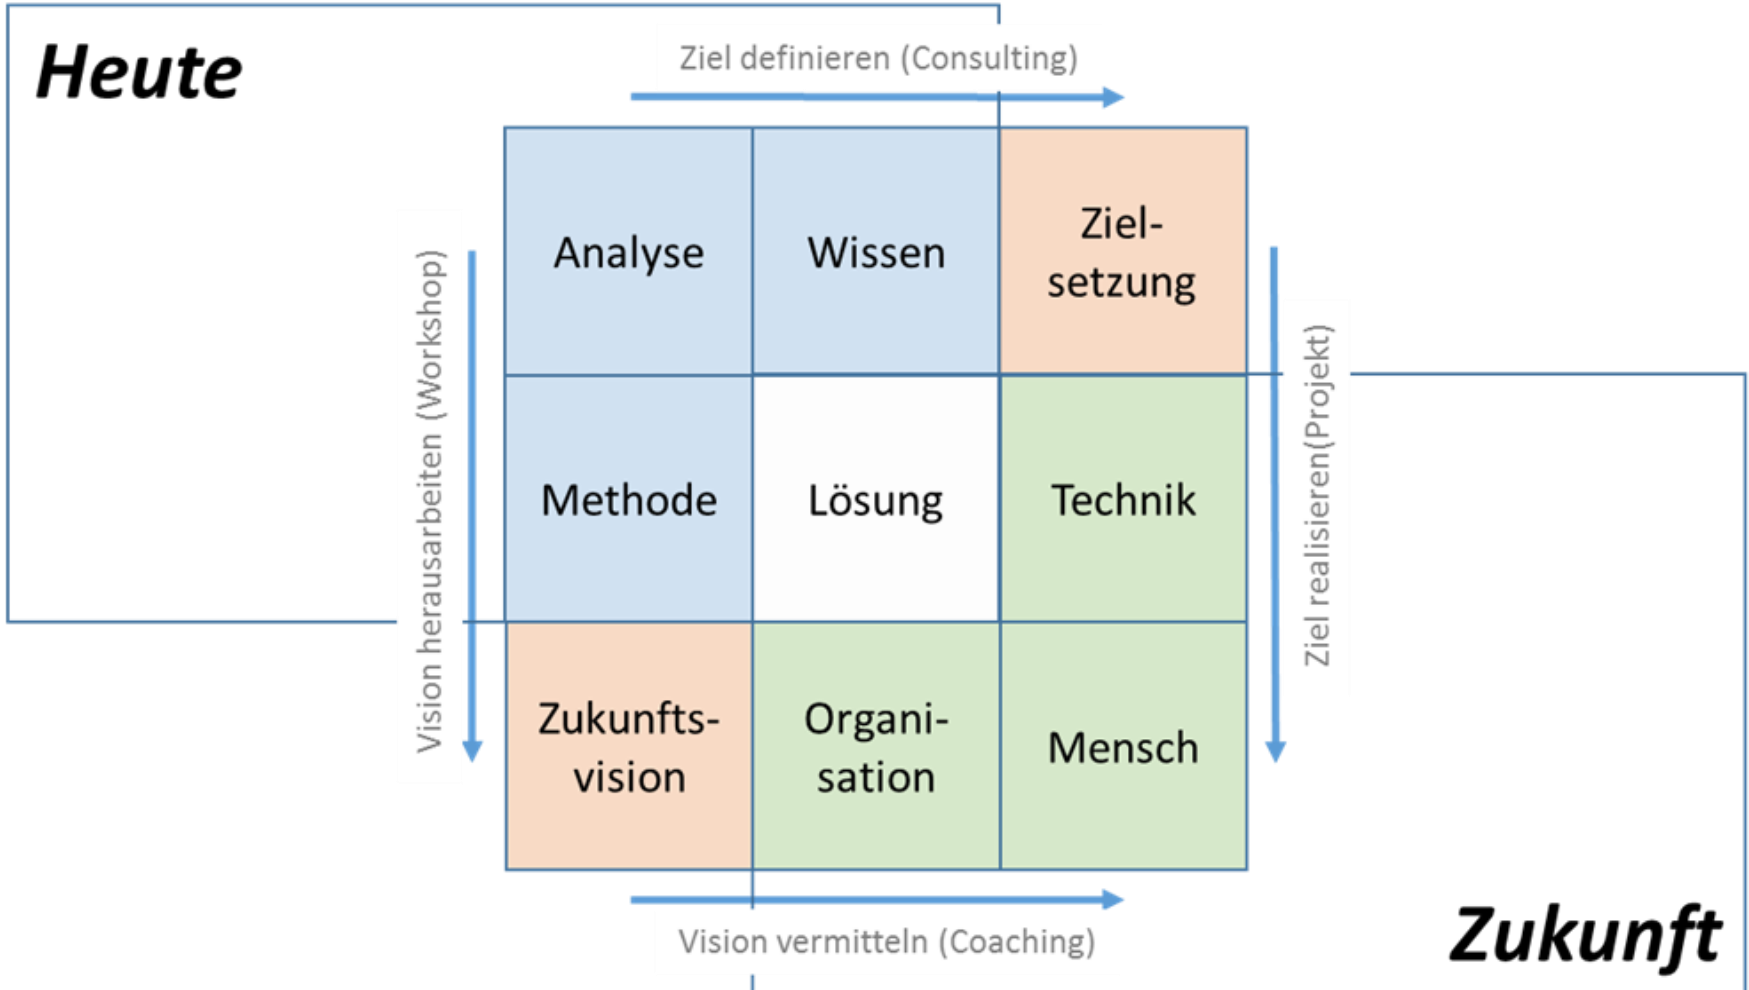 Heute
Ziel definieren (Consulting)
Analyse
Wissen
Ziel-
setzung
Vision herausarbeiten (Workshop)
Methode
Lösung
Technik
Ziel realisieren(Projekt)
Zukunfts-
vision
Organi-
sation
Mensch
Vision vermitteln (Coaching)
Zukunft